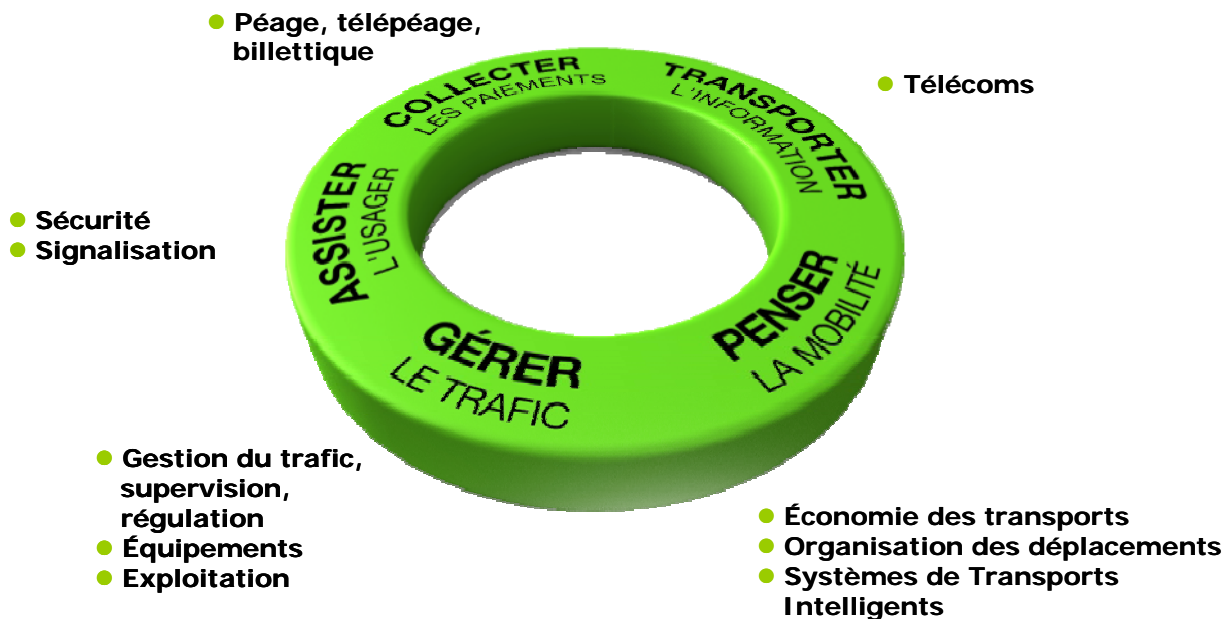 ● Péage, télépéage,
billettique
COLLECTER
LES PAIEMENTS
TRANSPORTER
L'INFORMATION
● Télécoms
ASSISTER
L'USAGER
● Sécurité
● Signalisation
PENSER
LA MOBILITÉ
GÉRER
LE TRAFIC
● Gestion du trafic,
supervision,
régulation
● Équipements
● Exploitation
● Économie des transports
● Organisation des déplacements
● Systèmes de Transports
Intelligents